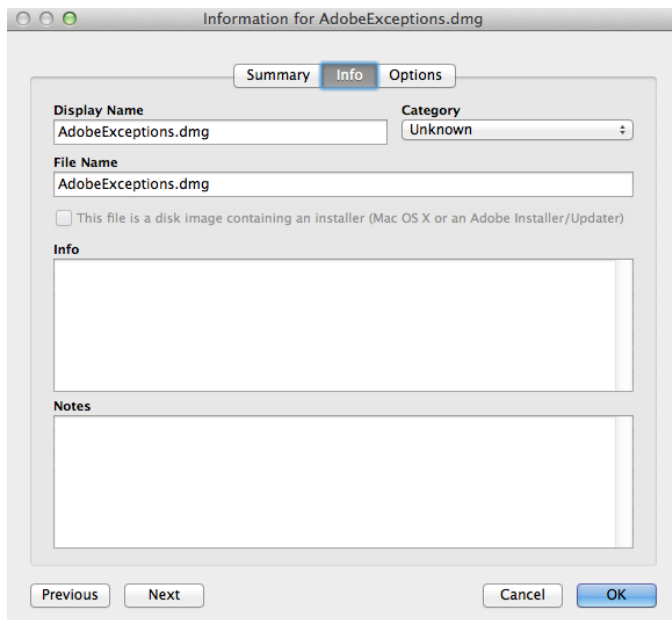 Information for AdobeExceptions.dmg
Summary Info Options
Display Name Category
AdobeExceptions.dmg Unknown
File Name
AdobeExceptions.dmg
This file is a disk image containing an installer (Mac OS X or an Adobe Installer/Updater)
Info
Notes
Previous Next Cancel OK